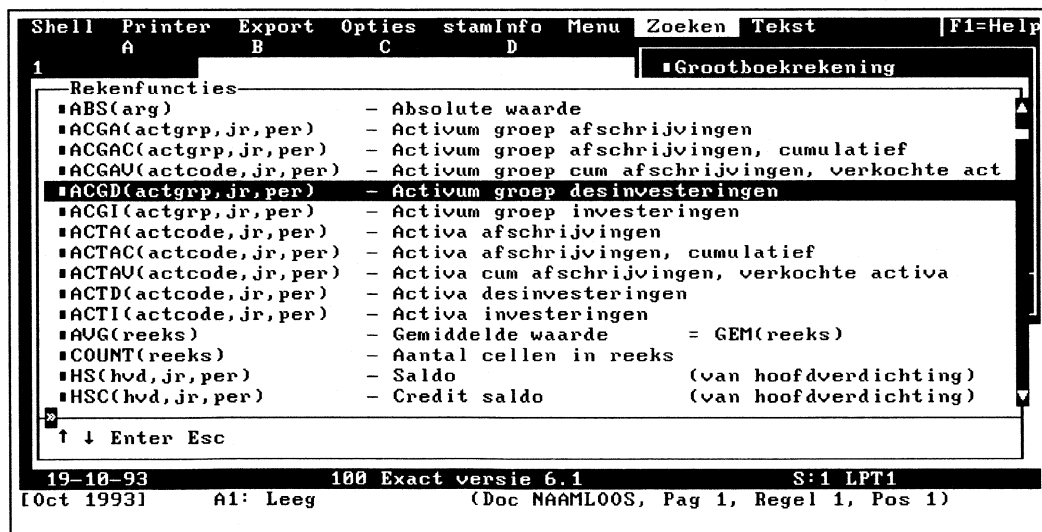 Shell Printer Export Opties stamInfo Menu Zoeken Tekst F1=Help
A B C D
1 Grootboekrekening
Rekenfuncties
ABS(arg) - Absolute waarde
ACGA(actgrp,jr,per) - Activum groep afschrijvingen
ACGAC(actgrp,jr,per) - Activum groep afschrijvingen, cumulatief
ACGAV(actcode,jr,per) - Activum groep cum afschrijvingen, verkochte act
ACGD(actgrp,jr,per) - Activum groep desinvesteringen
ACGI(actgrp,jr,per) - Activum groep investeringen
ACTA(actcode,jr,per) - Activa afschrijvingen
ACTAC(actcode,jr,per) - Activa afschrijvingen, cumulatief
ACTAV(actcode,jr,per) - Activa cum afschrijvingen, verkochte activa
ACTD(actcode,jr,per) - Activa desinvesteringen
ACTI(actcode,jr,per) - Activa investeringen
AVG(reeks) - Gemiddelde waarde = GEM(reeks)
COUNT(reeks) - Aantal cellen in reeks
HS(hvd,jr,per) - Saldo (van hoofdverdichting)
HSC(hvd,jr,per) - Credit saldo (van hoofdverdichting)
»
↑ ↓ Enter Esc
19-10-93 100 Exact versie 6.1 S:1 LPT1
[Oct 1993] A1: Leeg (Doc NAAMLOOS, Pag 1, Regel 1, Pos 1)